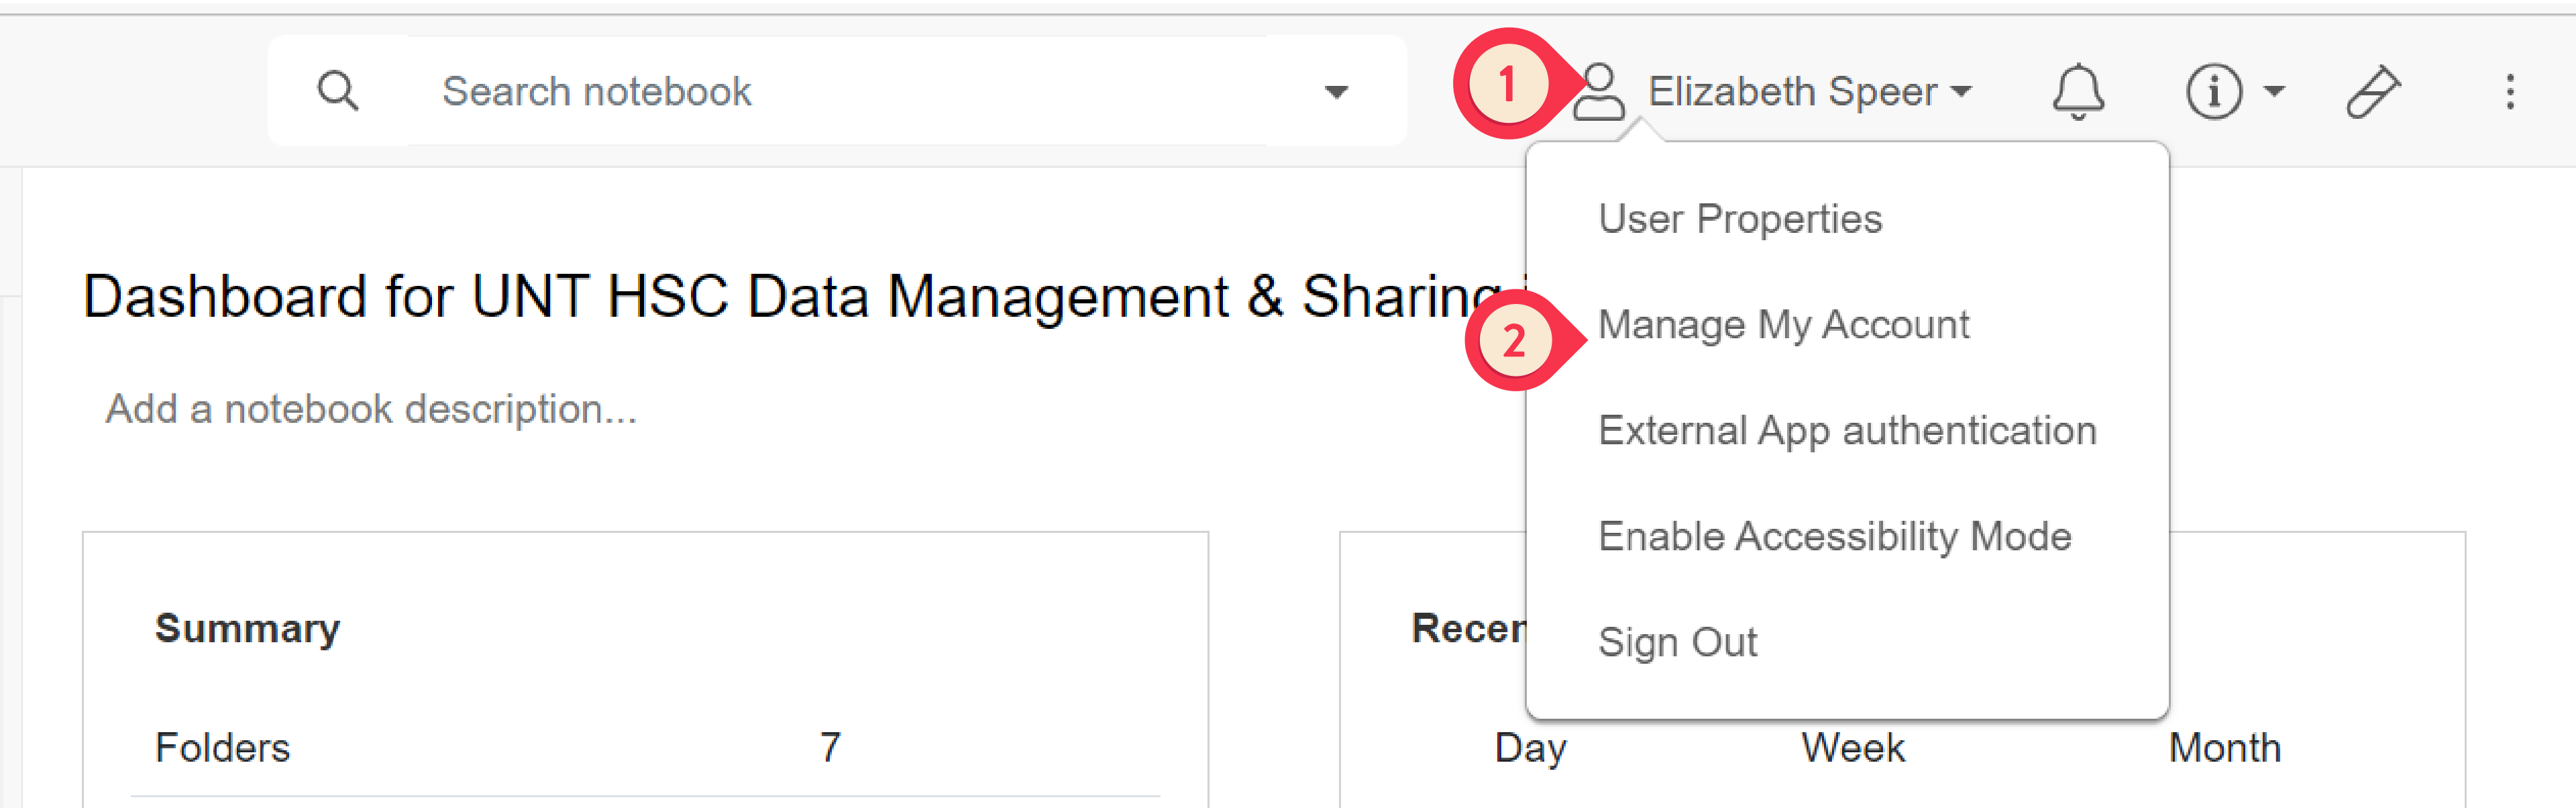 Search notebook
1
Elizabeth Speer
User Properties
Manage My Account
External App authentication
Enable Accessibility Mode
Sign Out
Dashboard for UNT HSC Data Management & Sharing
2
Add a notebook description...
Summary
Folders 7
Day Week Month